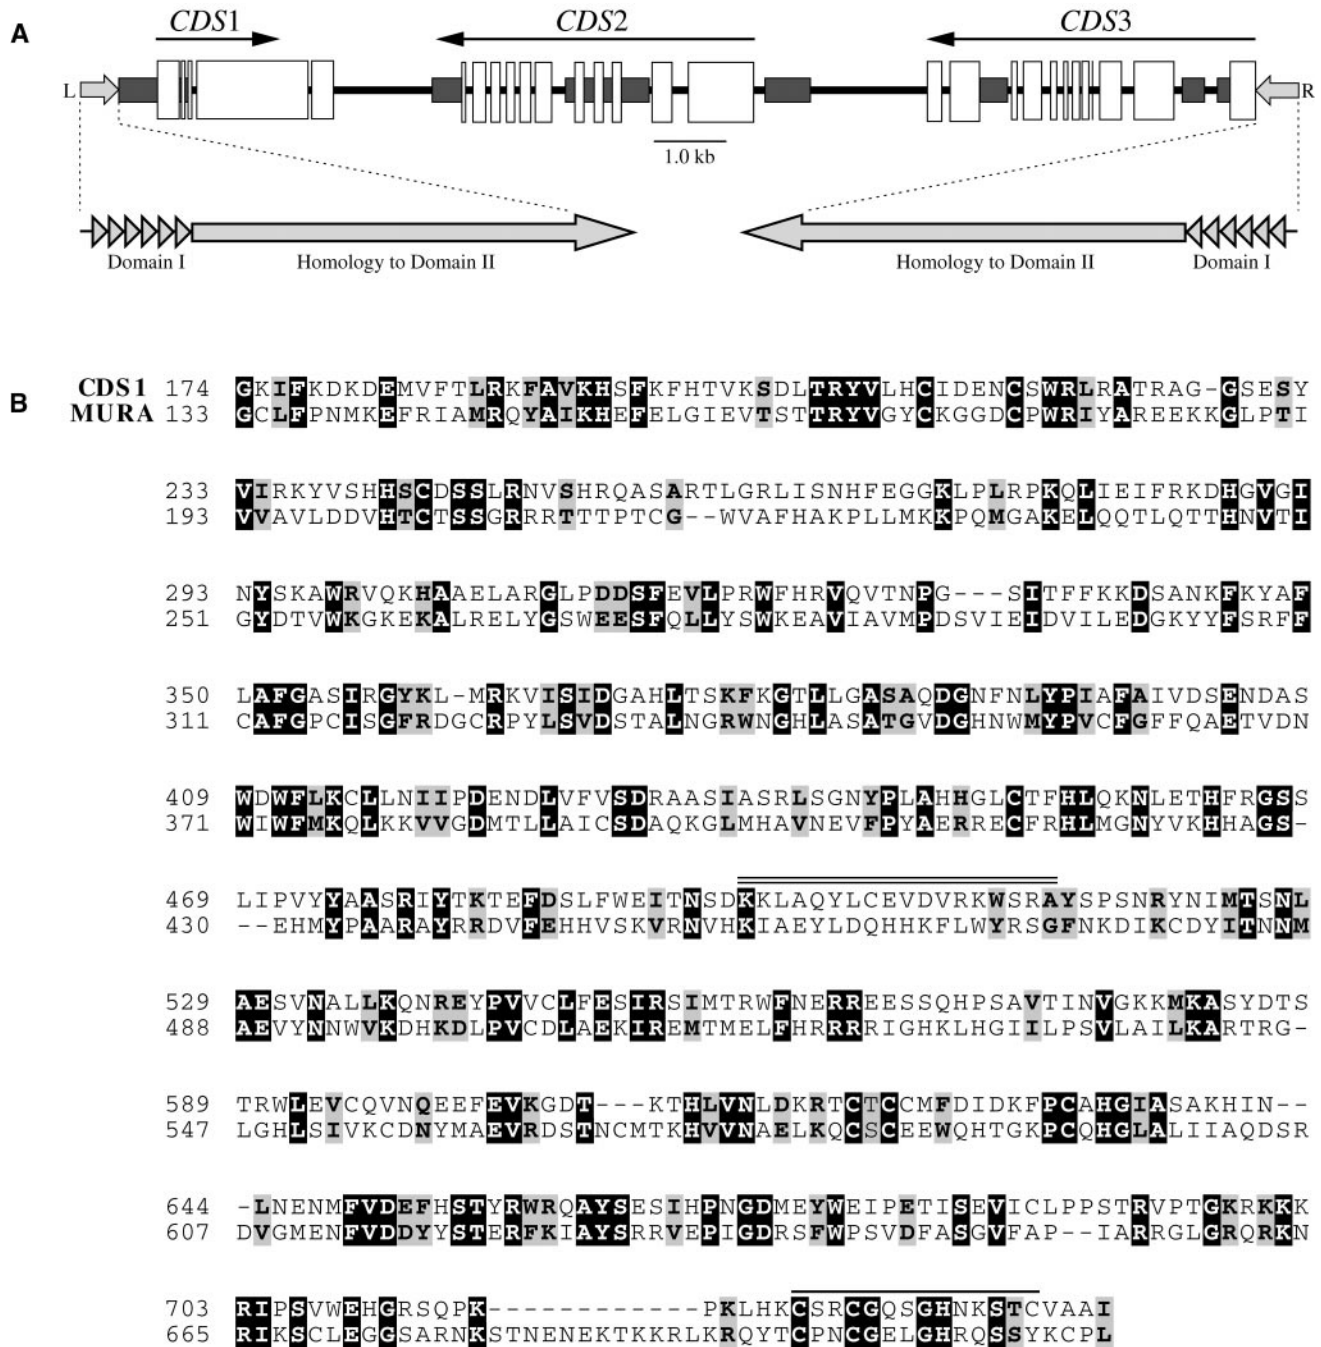 A
CDS1 CDS2 CDS3
L R
1.0 kb
Domain I Homology to Domain II Homology to Domain II Domain I
B
CDS1 174 GKIFKDKDEMVFTLRKFAVKHSFKFHTVKSDLTRYVLHCIDENCSWRLRATRAG-GSESY
MURA 133 GCLFPNMKEFRIAMRQYAIKHEFELGIEVTSTTRYVGYCKGGDCPWRIYAREEKKGLPTI
233 VIRKYVSHHSCDSSLRNVSHRQASARTLGRLISNHFEGGKLPLRPKQLIEIFRKDHGVGI
193 VVAVLDDVHTCTSSGRRRTTTPTCG--WVAFHAKPLLMKKPQMGAKELQQTLQTTHNVTI
293 NYSKAWRVQKHAAELARGLPDDSFEVLPRWFHRVQVTNPG---SITFFKKDSANKFKYAF
251 GYDTVWKGKEKALRELYGSWEESFQLLYSWKEAVIAVMPDSVIEIDVILEDGKYYFSRFF
350 LAFGASIRGYKL-MRKVISIDGAHLTSKFKGTLLGASAQDGNFNLYPIAFAIVDSENDAS
311 CAFGPCISGFRDGCRPYLSVDSTALNGRWNGHLASATGVDGHNWMYPVCFGFFQAETVDN
409 WDWFLKCLLNIIPDENDLVFVSDRAASIASRLSGNYPLAHHGLCTFHLQKNLETHFRGSS
371 WIWFMKQLKKVVGDMTLLAICSDAQKGLMHAVNEVFPYAERRECFRHLMGNYVKHHAGS-
469 LIPVYYAASRIYTKTEFDSLFWEITNSDKKLAQYLCEVDVRKWSRAYSPSNRYNIMTSNL
430 --EHMYPAARAYRRDVFEHHVSKVRNVHKIAEYLDQHHKFLWYRSGFNKDIKCDYITNNM
529 AESVNALLKQNREYPVVCLFESIRSIMTRWFNERREESSQHPSAVTINVGKKMKASYDTS
488 AEVYNNWVKDHKDLPVCDLAEKIREMTMELFHRRRRIGHKLHGIILPSVLAILKARTRG-
589 TRWLEVCQVNQEEFEVKGDT---KTHLVNLDKRTCTCCMFDIDKFPCAHGIASAKHIN--
547 LGHLSIVKCDNYMAEVRDSTNCMTKHVVNAELKQCSCEEWQHTGKPCQHGLALIIAQDSR
644 -LNENMFVDEFHSTYRWRQAYSESIHPNGDMEYWEIPETISEVICLPPSTRVPTGKRKKK
607 DVGMENFVDDYYSTERFKIAYSRRVEPIGDRSFWPSVDFASGVFAP--IARRGLGRQRKN
703 RIPSVWEHGRSQPK------------PKLHKCSRCGQSGHNKSTCVAAI
665 RIKSCLEGGSARNKSTNENEKTKKRLKRQYTCPNCGELGHRQSSYKCPL